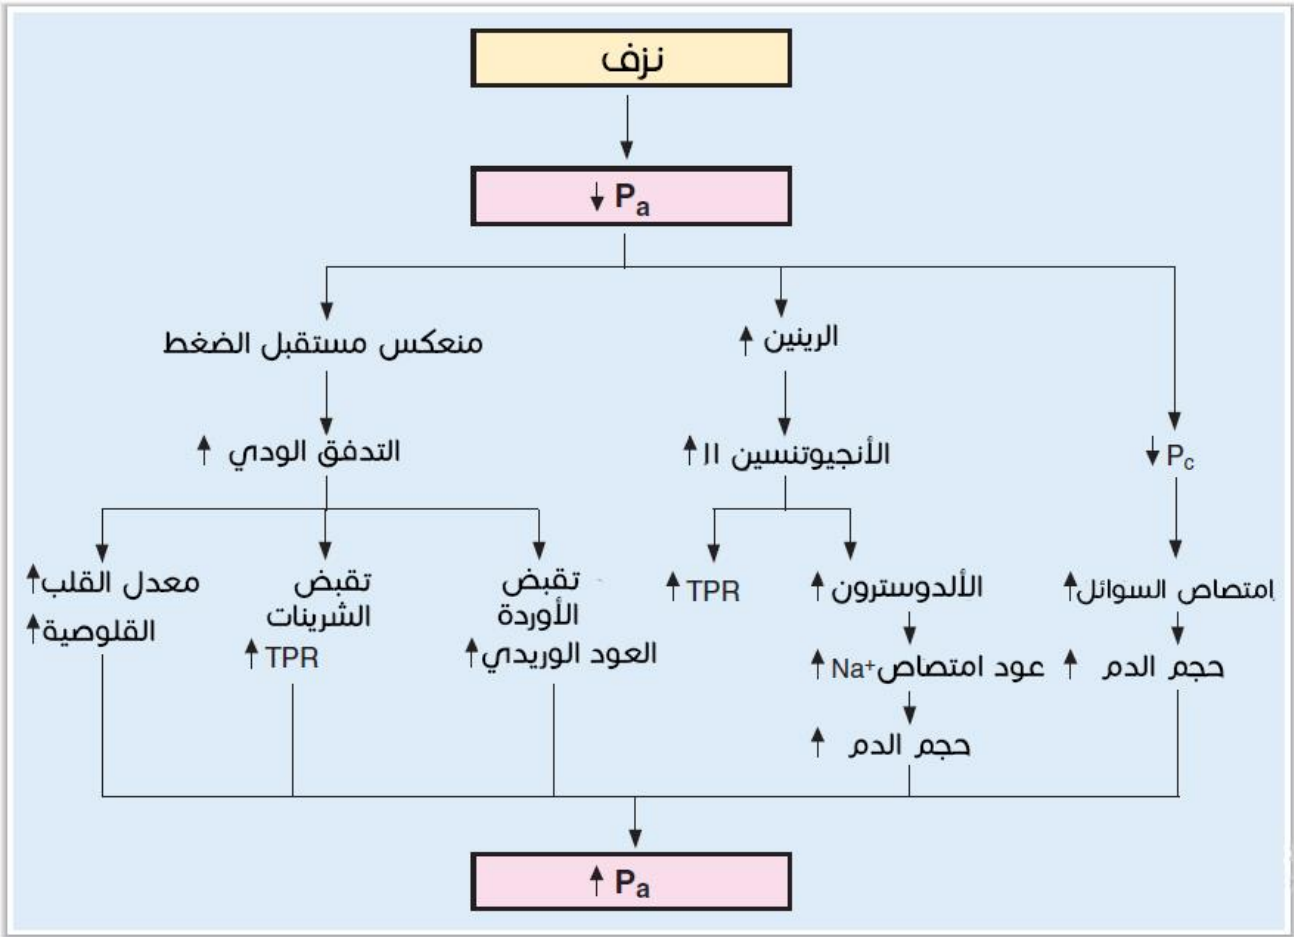 نزف
↓ Pa
منعكس مستقبل الضغط
الرينين ↑
التدفق الودي ↑
الأنجيوتنسين II ↑
↓ Pc
معدل القلب ↑
القلوصية ↑
تقبض
الشرينات
↑ TPR
تقبض
الأوردة
العود الوريدي ↑
↑ TPR
الألدوسترون ↑
عود امتصاص Na+ ↑
حجم الدم ↑
امتصاص السوائل ↑
حجم الدم ↑
↑ Pa